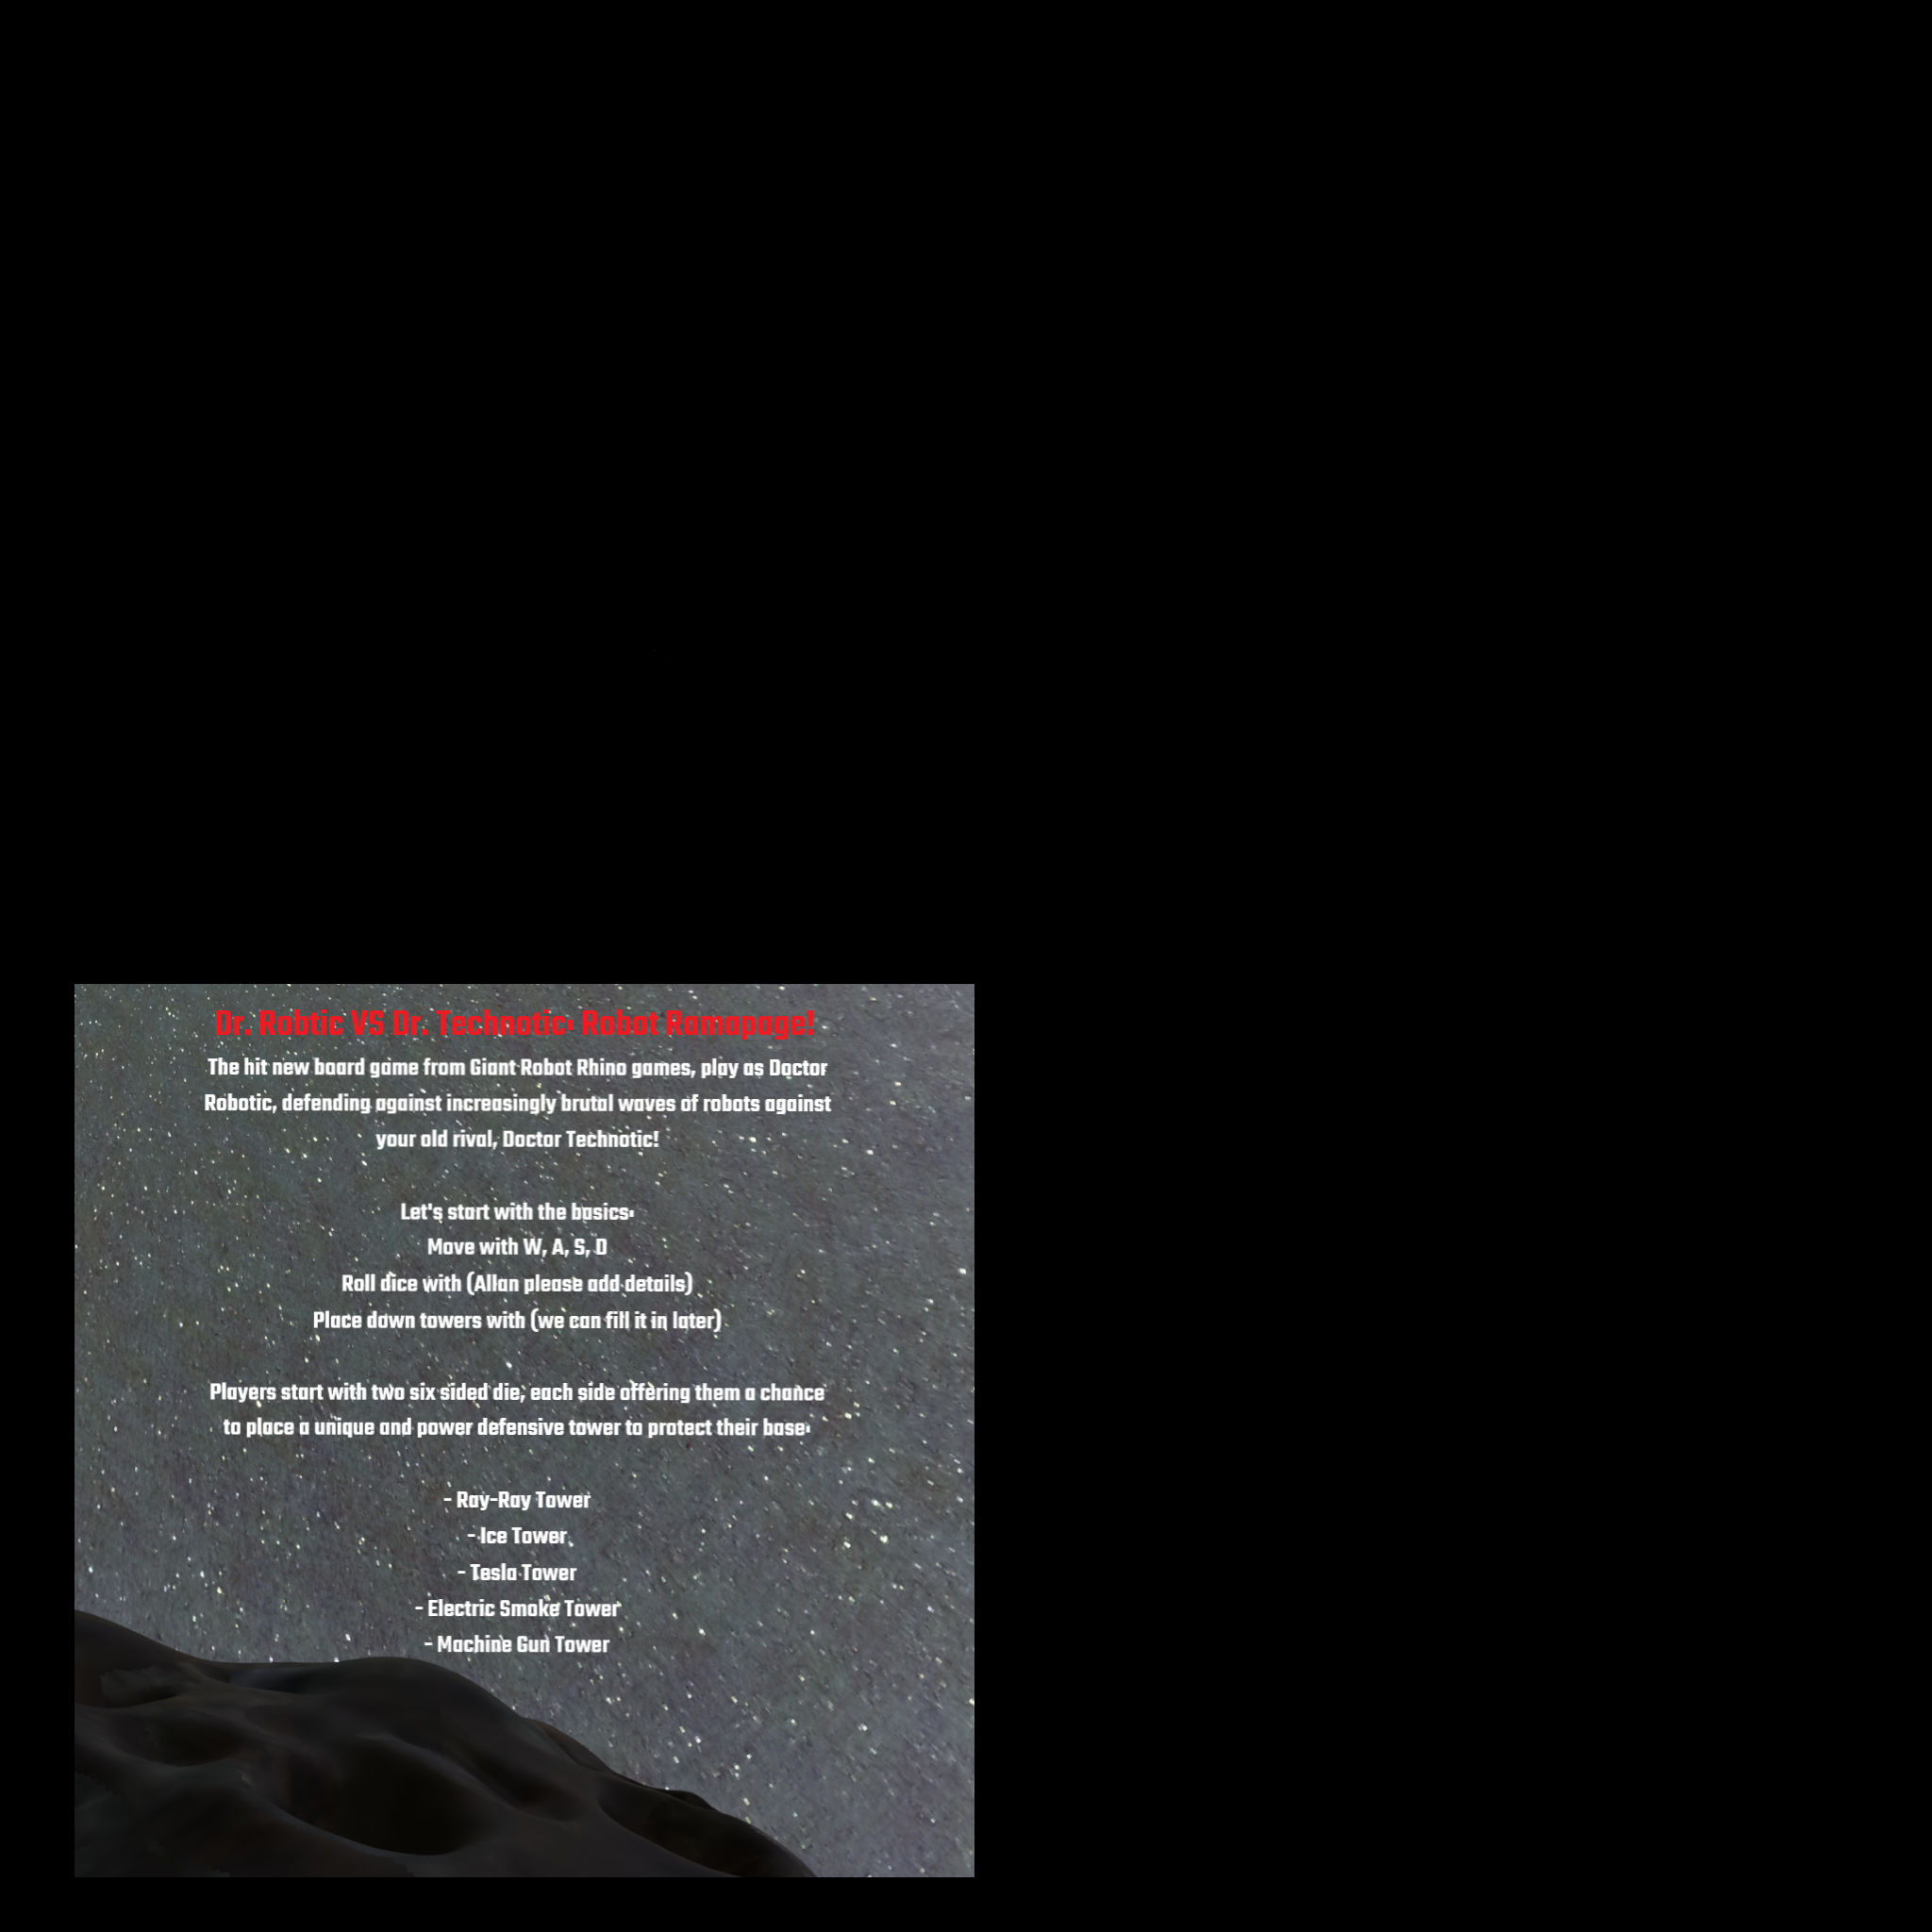 Dr. Robtic VS Dr. Technotic: Robot Ramapage!
The hit new board game from Giant Robot Rhino games, play as Doctor
Robotic, defending against increasingly brutal waves of robots against
your old rival, Doctor Technotic!
Let's start with the basics:
Move with W, A, S, D
Roll dice with (Allan please add details)
Place down towers with (we can fill it in later)
Players start with two six sided die, each side offering them a chance
to place a unique and power defensive tower to protect their base:
- Ray-Ray Tower
- Ice Tower
- Tesla Tower
- Electric Smoke Tower
- Machine Gun Tower